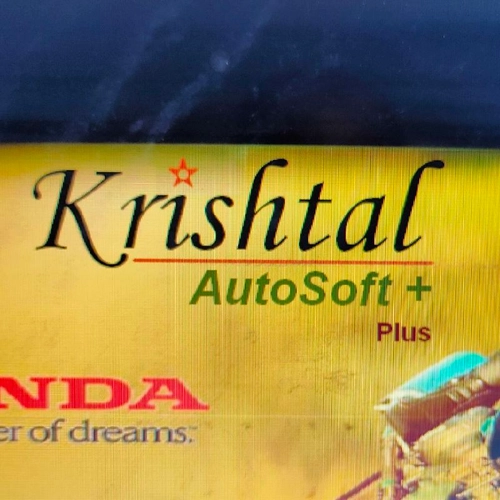 Krishtal
AutoSoft +
Plus
NDA
er of dreams: